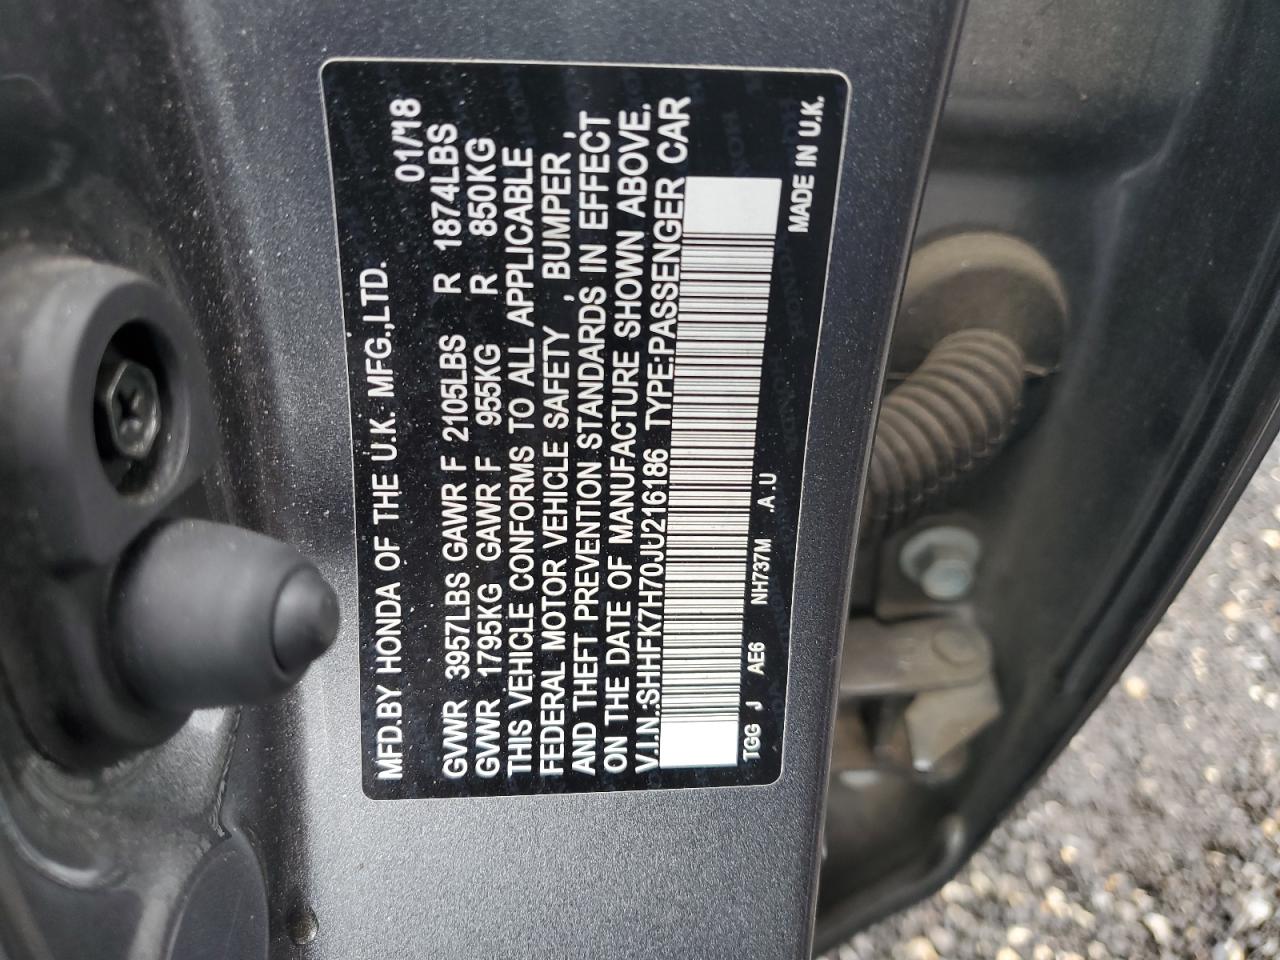 MFD.BY HONDA OF THE U.K. MFG.,LTD. 01/'18
GVWR 3957LBS GAWR F 2105LBS R 1874LBS
GVWR 1795KG GAWR F 955KG R 850KG
THIS VEHICLE CONFORMS TO ALL APPLICABLE
FEDERAL MOTOR VEHICLE SAFETY , BUMPER ,
AND THEFT PREVENTION STANDARDS IN EFFECT
ON THE DATE OF MANUFACTURE SHOWN ABOVE.
V.I.N.:SHHFK7H70JU216186 TYPE:PASSENGER CAR
TGG J AE6 NH737M .A .U
MADE IN U.K.